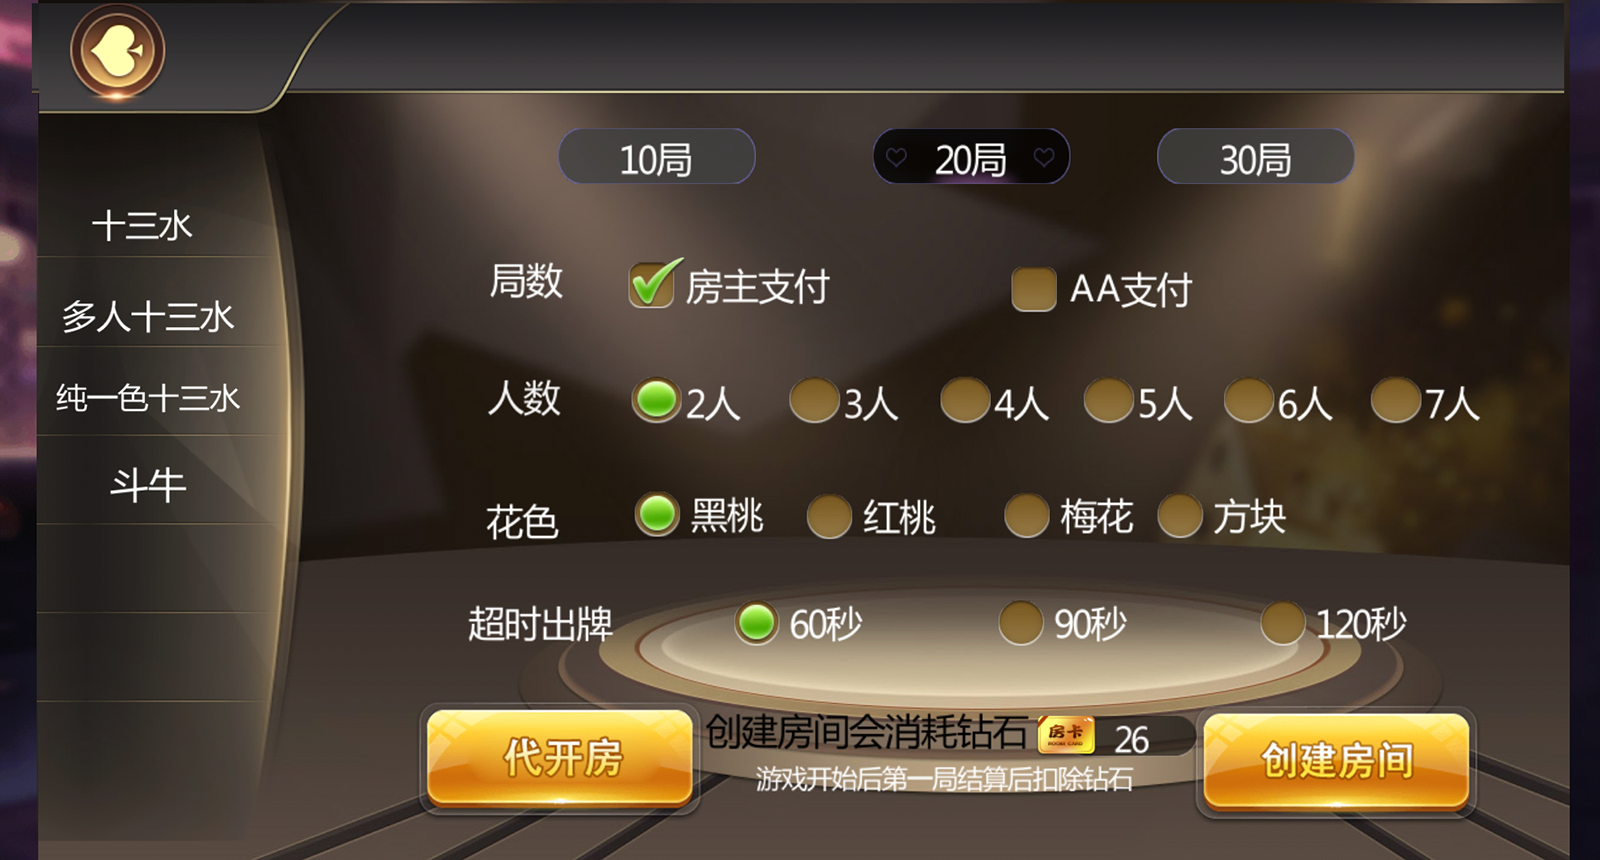 10局 20局 30局
十三水
多人十三水
纯一色十三水
斗牛
局数 房主支付 AA支付
人数 2人 3人 4人 5人 6人 7人
花色 黑桃 红桃 梅花 方块
超时出牌 60秒 90秒 120秒
代开房
创建房间会消耗钻石 房卡 26
ROOM CARD
游戏开始后第一局结算后扣除钻石
创建房间